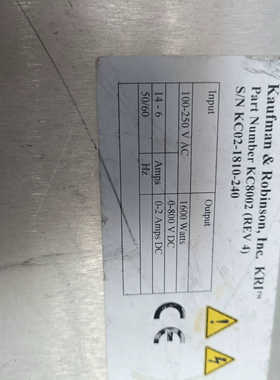 Kaufman & Robinson, Inc. KRI™
Part Number KC8002 (REV 4)
S/N KC02-1810-240
Input Output
100-250 V AC 1600 Watts
0-800 V DC
14 - 6 Amps 0-2 Amps DC
50/60 Hz
CE